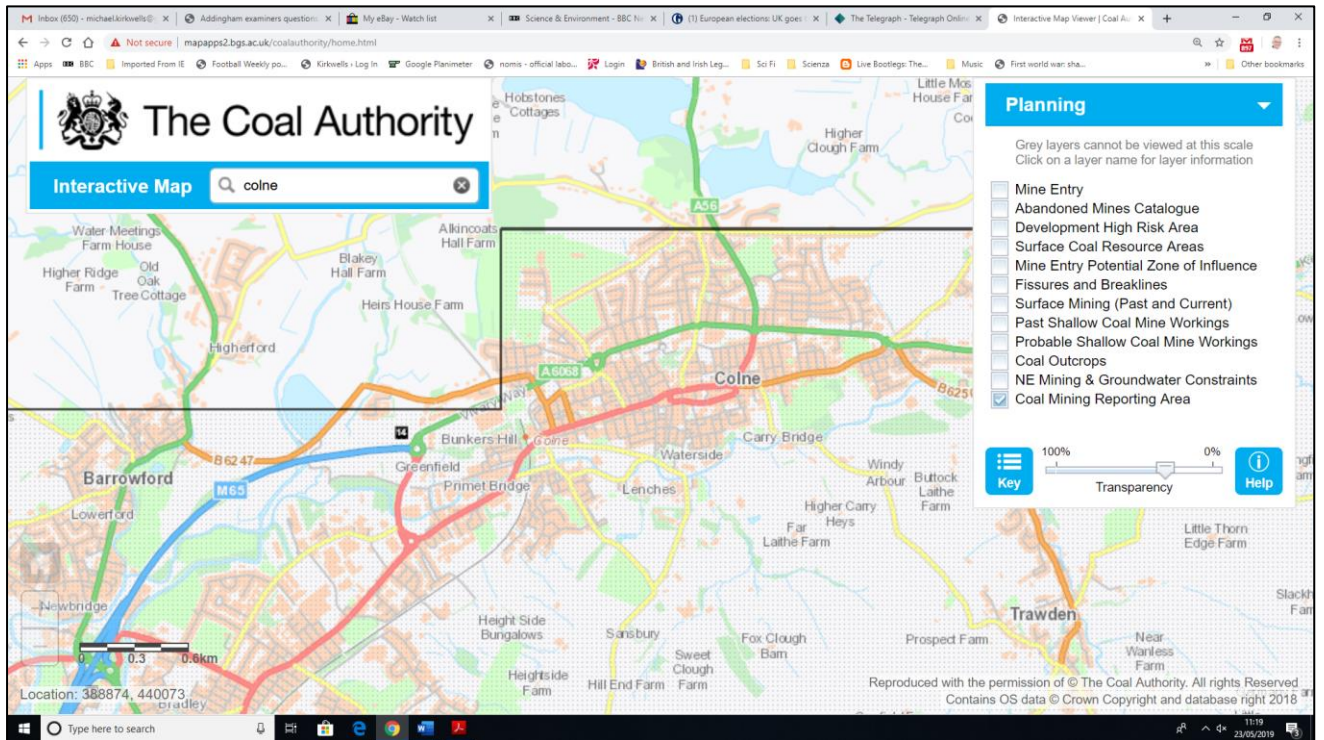 Inbox (650) - michael.kirkwells@
Addingham examiners question
My eBay - Watch list
Science & Environment - BBC Ne
(1) European elections: UK goes
The Telegraph - Telegraph Online
Interactive Map Viewer | Coal Au
Not secure | mapapps2.bgs.ac.uk/coalauthority/home.html
Apps
BBC
Imported From IE
Football Weekly po...
Kirkwells › Log In
Google Planimeter
nomis - official labo...
Login
British and Irish Leg...
Sci Fi
Scienza
Live Bootlegs: The...
Music
First world war: sha...
Other bookmarks
The Coal Authority
Interactive Map
colne
Planning
Grey layers cannot be viewed at this scale
Click on a layer name for layer information
Mine Entry
Abandoned Mines Catalogue
Development High Risk Area
Surface Coal Resource Areas
Mine Entry Potential Zone of Influence
Fissures and Breaklines
Surface Mining (Past and Current)
Past Shallow Coal Mine Workings
Probable Shallow Coal Mine Workings
Coal Outcrops
NE Mining & Groundwater Constraints
Coal Mining Reporting Area
Key
100%
0%
Transparency
Help
Hobstones
Cottages
Little Mos
House Far
Higher
Clough Farm
A56
Water Meetings
Farm House
Alkincoats
Hall Farm
Blakey
Hall Farm
Higher Ridge
Farm
Old
Oak
Tree Cottage
Heirs House Farm
Higherford
A6068
Colne
Vivary Way
B625
14
Bunkers Hill
Colne
Carry Bridge
Waterside
B6247
Greenfield
Barrowford
M65
Primet Bridge
Windy
Arbour
Buttock
Laithe
Farm
Lenches
Lowerford
Higher Carry
Heys
Far
Laithe Farm
Little Thorn
Edge Farm
Newbridge
Trawden
Slackh
Farm
Height Side
Bungalows
Sansbury
Fox Clough
Barn
Prospect Farm
Near
Wanless
Farm
0 0.3 0.6km
Sweet
Clough
Farm
Heightside
Farm
Hill End Farm
Location: 388874, 440073
Bradley
Reproduced with the permission of © The Coal Authority. All rights Reserved
Contains OS data © Crown Copyright and database right 2018
Type here to search
11:19
23/05/2019